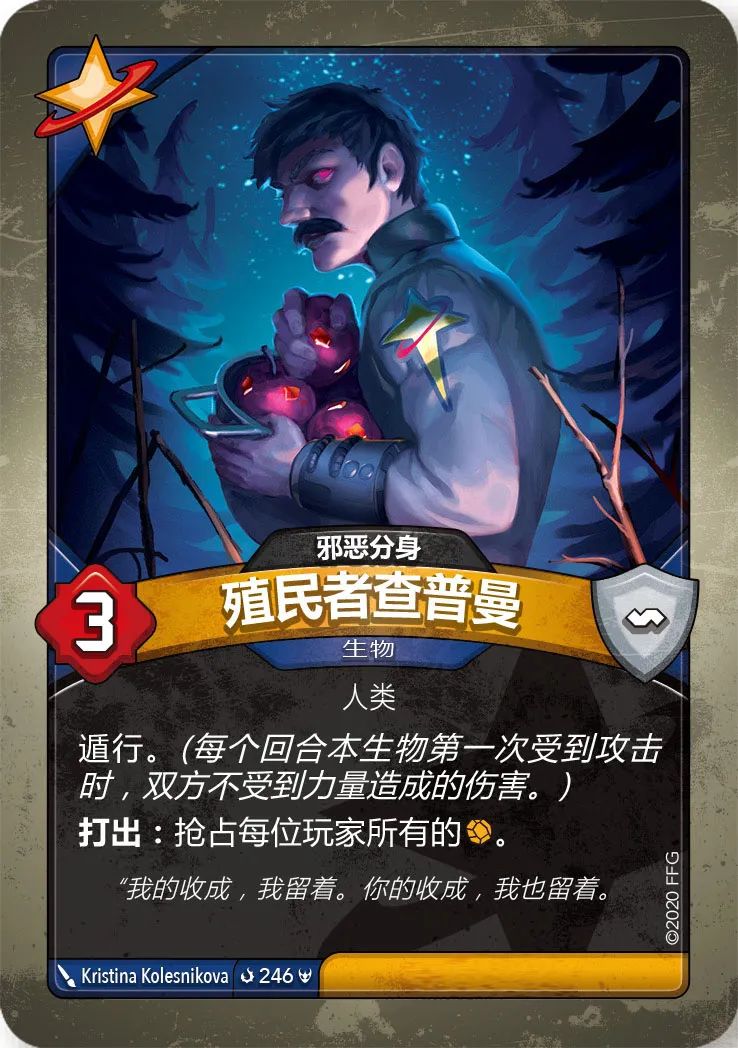 邪恶分身
殖民者查普曼
3
生物
人类
遁行。(每个回合本生物第一次受到攻击
时，双方不受到力量造成的伤害。)
打出：抢占每位玩家所有的。
“我的收成，我留着。你的收成，我也留着。
©2020 FFG
Kristina Kolesnikova
246